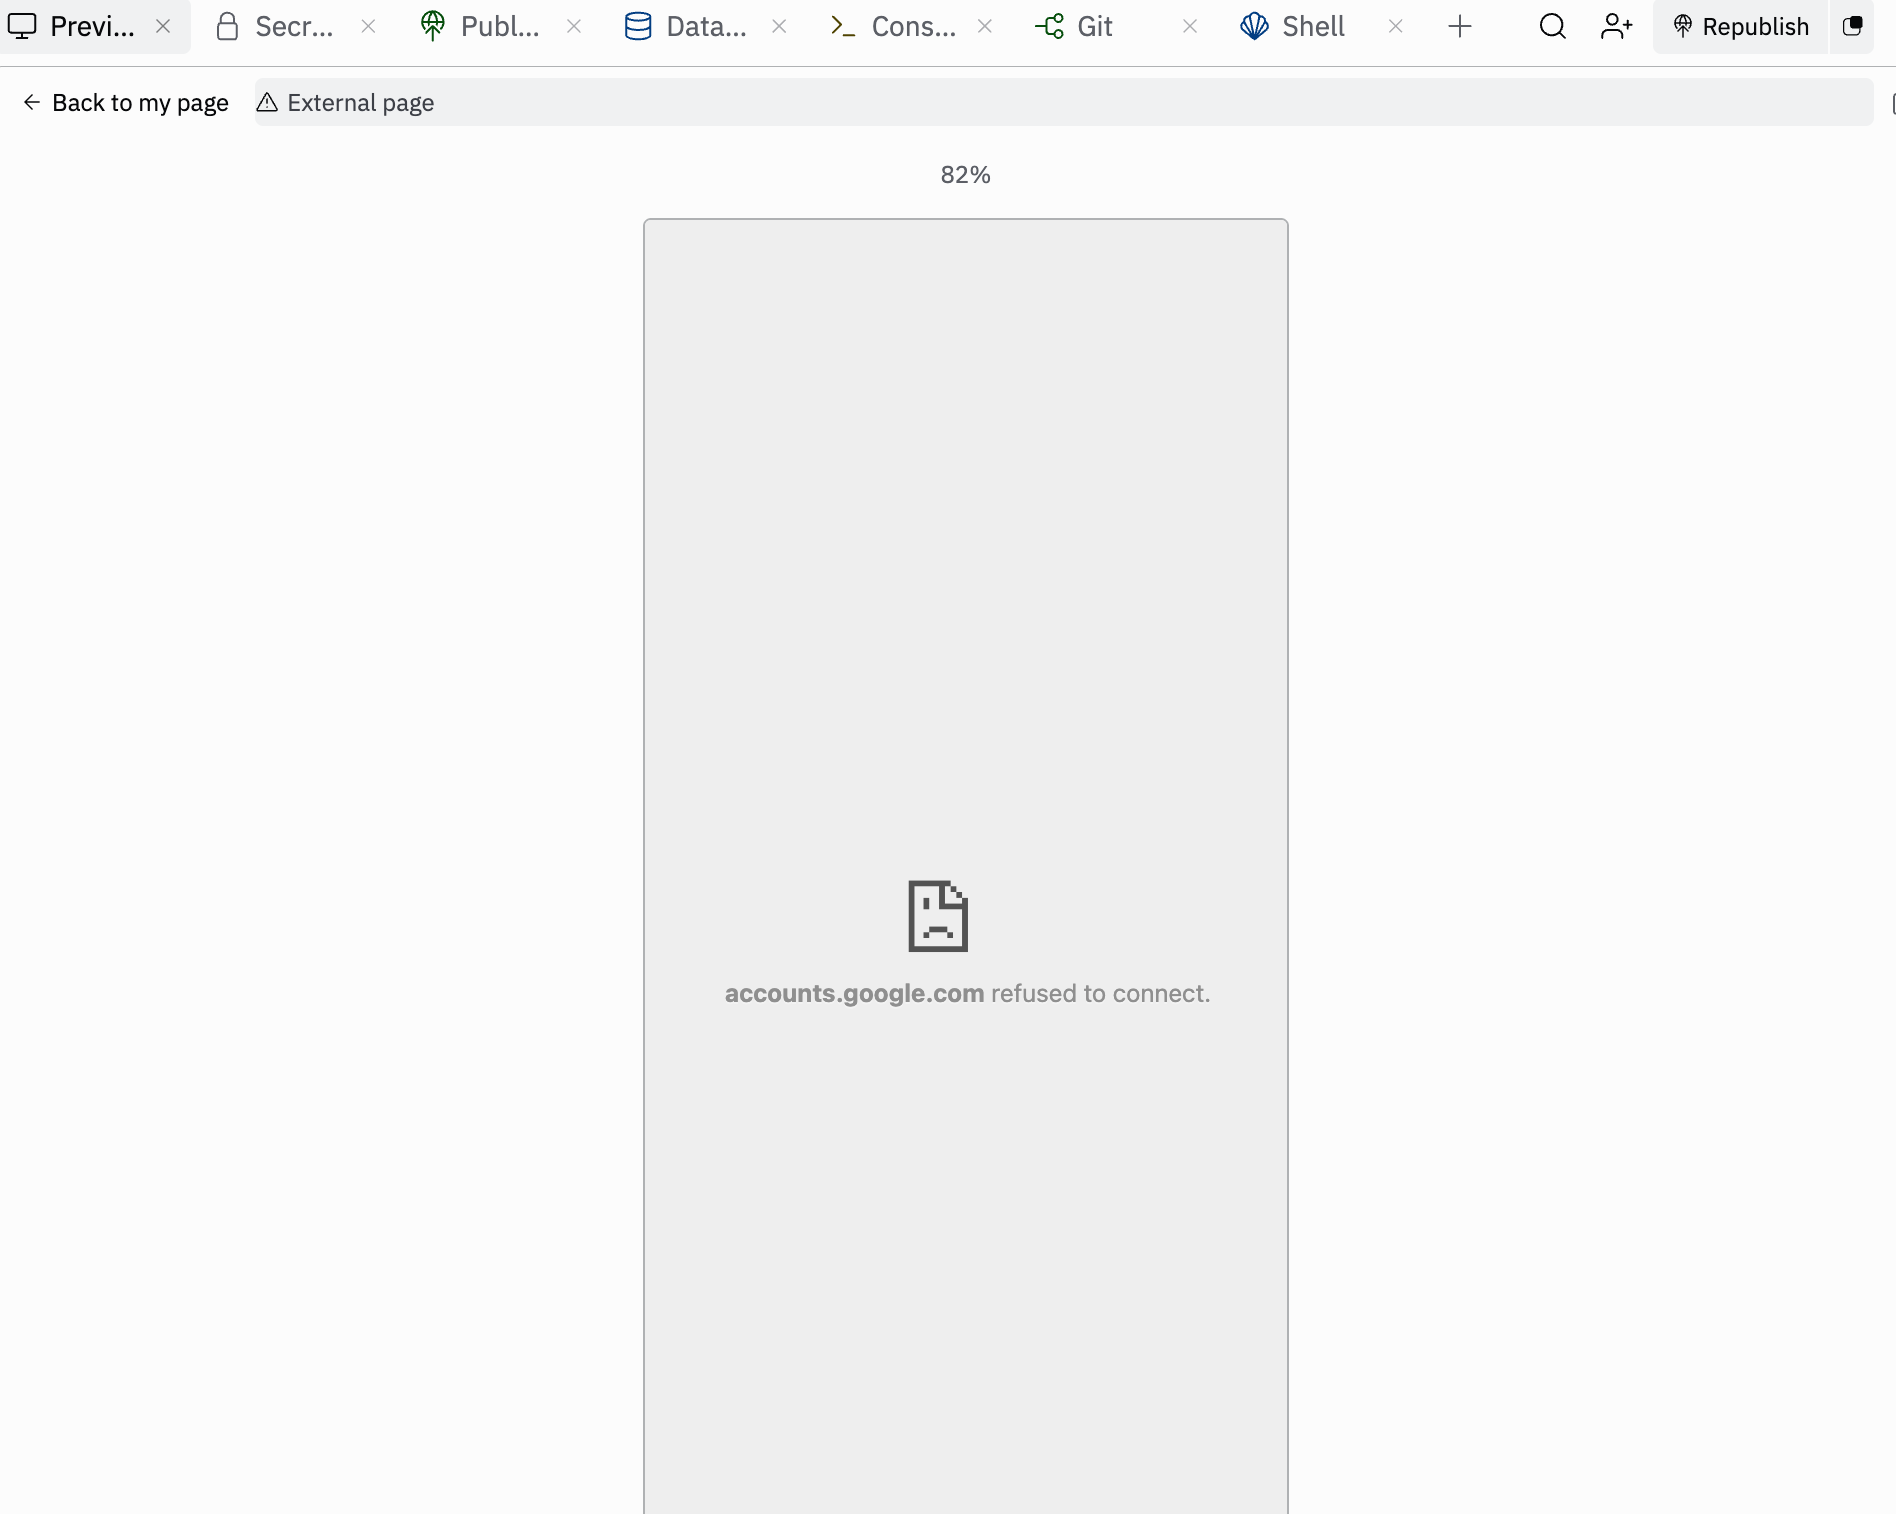 Previ... Secr... Publ... Data... Cons... Git Shell Republish
Back to my page External page
82%
accounts.google.com refused to connect.